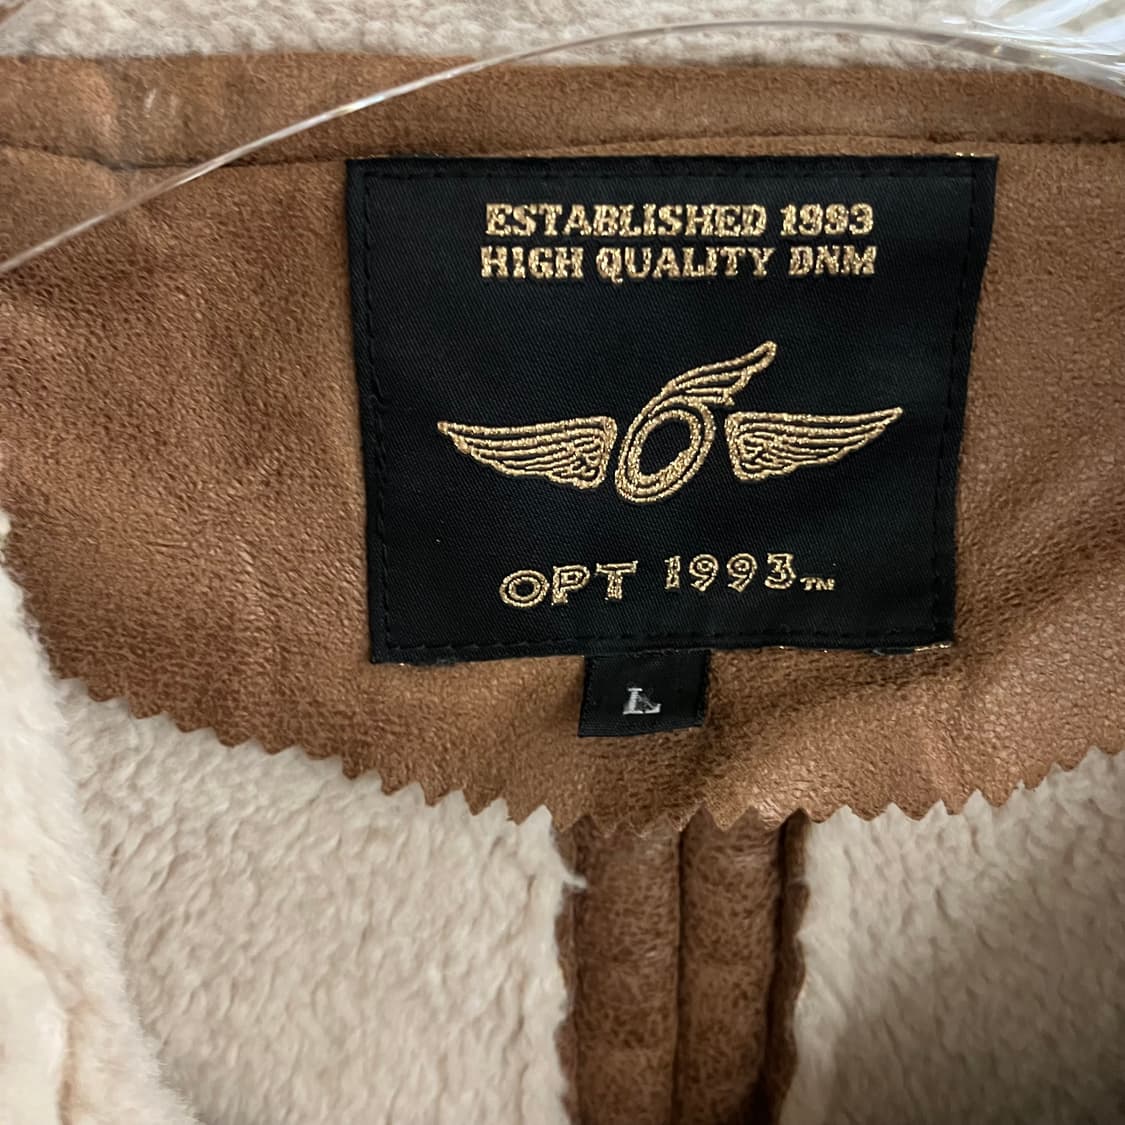 ESTABLISHED 1993
HIGH QUALITY DNM
OPT 1993™
L